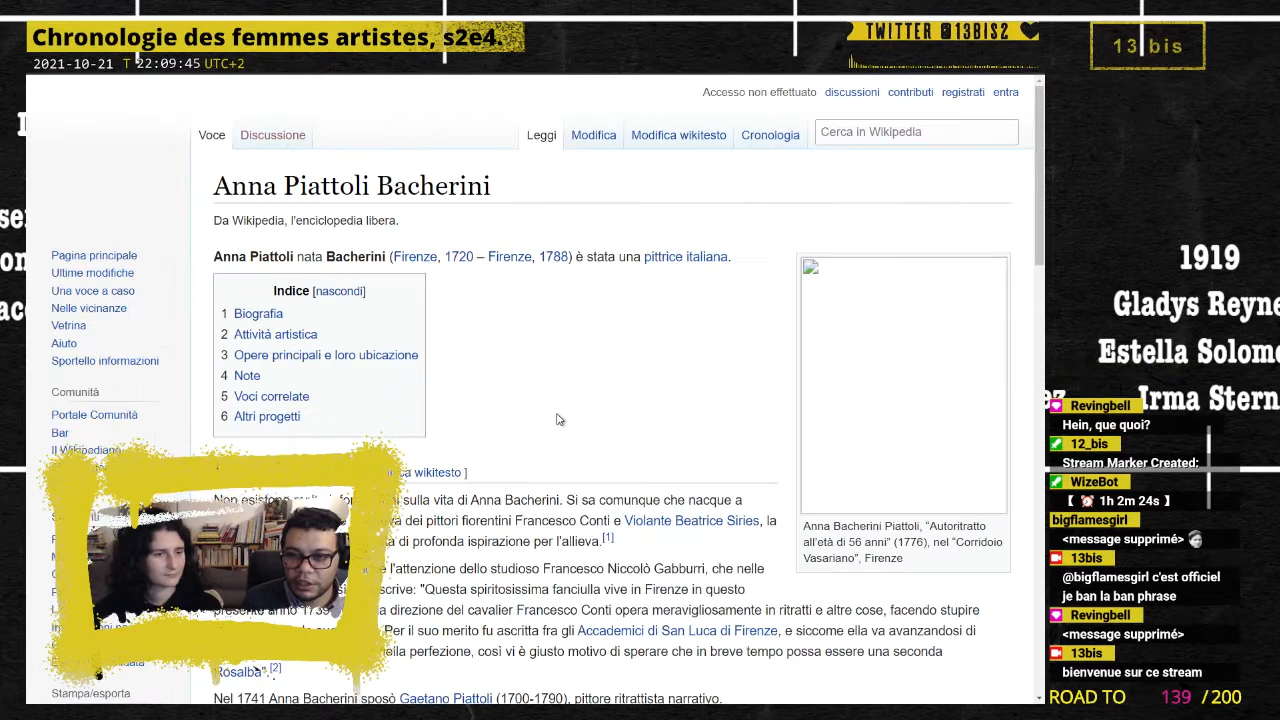 Chronologie des femmes artistes, s2e4.
2021-10-21 T 22:09:45 UTC+2
TWITTER @13BIS2
13 bis
Accesso non effettuato discussioni contributi registrati entra
Voce Discussione Leggi Modifica Modifica wikitesto Cronologia Cerca in Wikipedia
Anna Piattoli Bacherini
Da Wikipedia, l'enciclopedia libera.
Anna Piattoli nata Bacherini (Firenze, 1720 – Firenze, 1788) è stata una pittrice italiana.
Indice [nascondi]
1 Biografia
2 Attività artistica
3 Opere principali e loro ubicazione
4 Note
5 Voci correlate
6 Altri progetti
Pagina principale
Ultime modifiche
Una voce a caso
Nelle vicinanze
Vetrina
Aiuto
Sportello informazioni
Comunità
Portale Comunità
Bar
Il Wikipediano
Stampa/esporta
wikitesto ]
sulla vita di Anna Bacherini. Si sa comunque che nacque a
dei pittori fiorentini Francesco Conti e Violante Beatrice Siries, la
di profonda ispirazione per l'allieva.[1]
l'attenzione dello studioso Francesco Niccolò Gabburri, che nelle
scrive: "Questa spiritosissima fanciulla vive in Firenze in questo
direzione del cavalier Francesco Conti opera meravigliosamente in ritratti e altre cose, facendo stupire
Per il suo merito fu ascritta fra gli Accademici di San Luca di Firenze, e siccome ella va avanzandosi di
perfezione, così vi è giusto motivo di sperare che in breve tempo possa essere una seconda
Rosalba".[2]
Nel 1741 Anna Bacherini sposò Gaetano Piattoli (1700-1790), pittore ritrattista narrativo.
Anna Bacherini Piattoli, “Autoritratto
all'età di 56 anni” (1776), nel “Corridoio
Vasariano”, Firenze
1919
Gladys Reyne
Estella Solom
Irma Stern
Revingbell
Hein, que quoi?
12_bis
Stream Marker Created:
WizeBot
【 ⏰ 1h 2m 24s 】
bigflamesgirl
<message supprimé>
13bis
@bigflamesgirl c'est officiel
je ban la ban phrase
Revingbell
<message supprimé>
13bis
bienvenue sur ce stream
ROAD TO 139 / 200